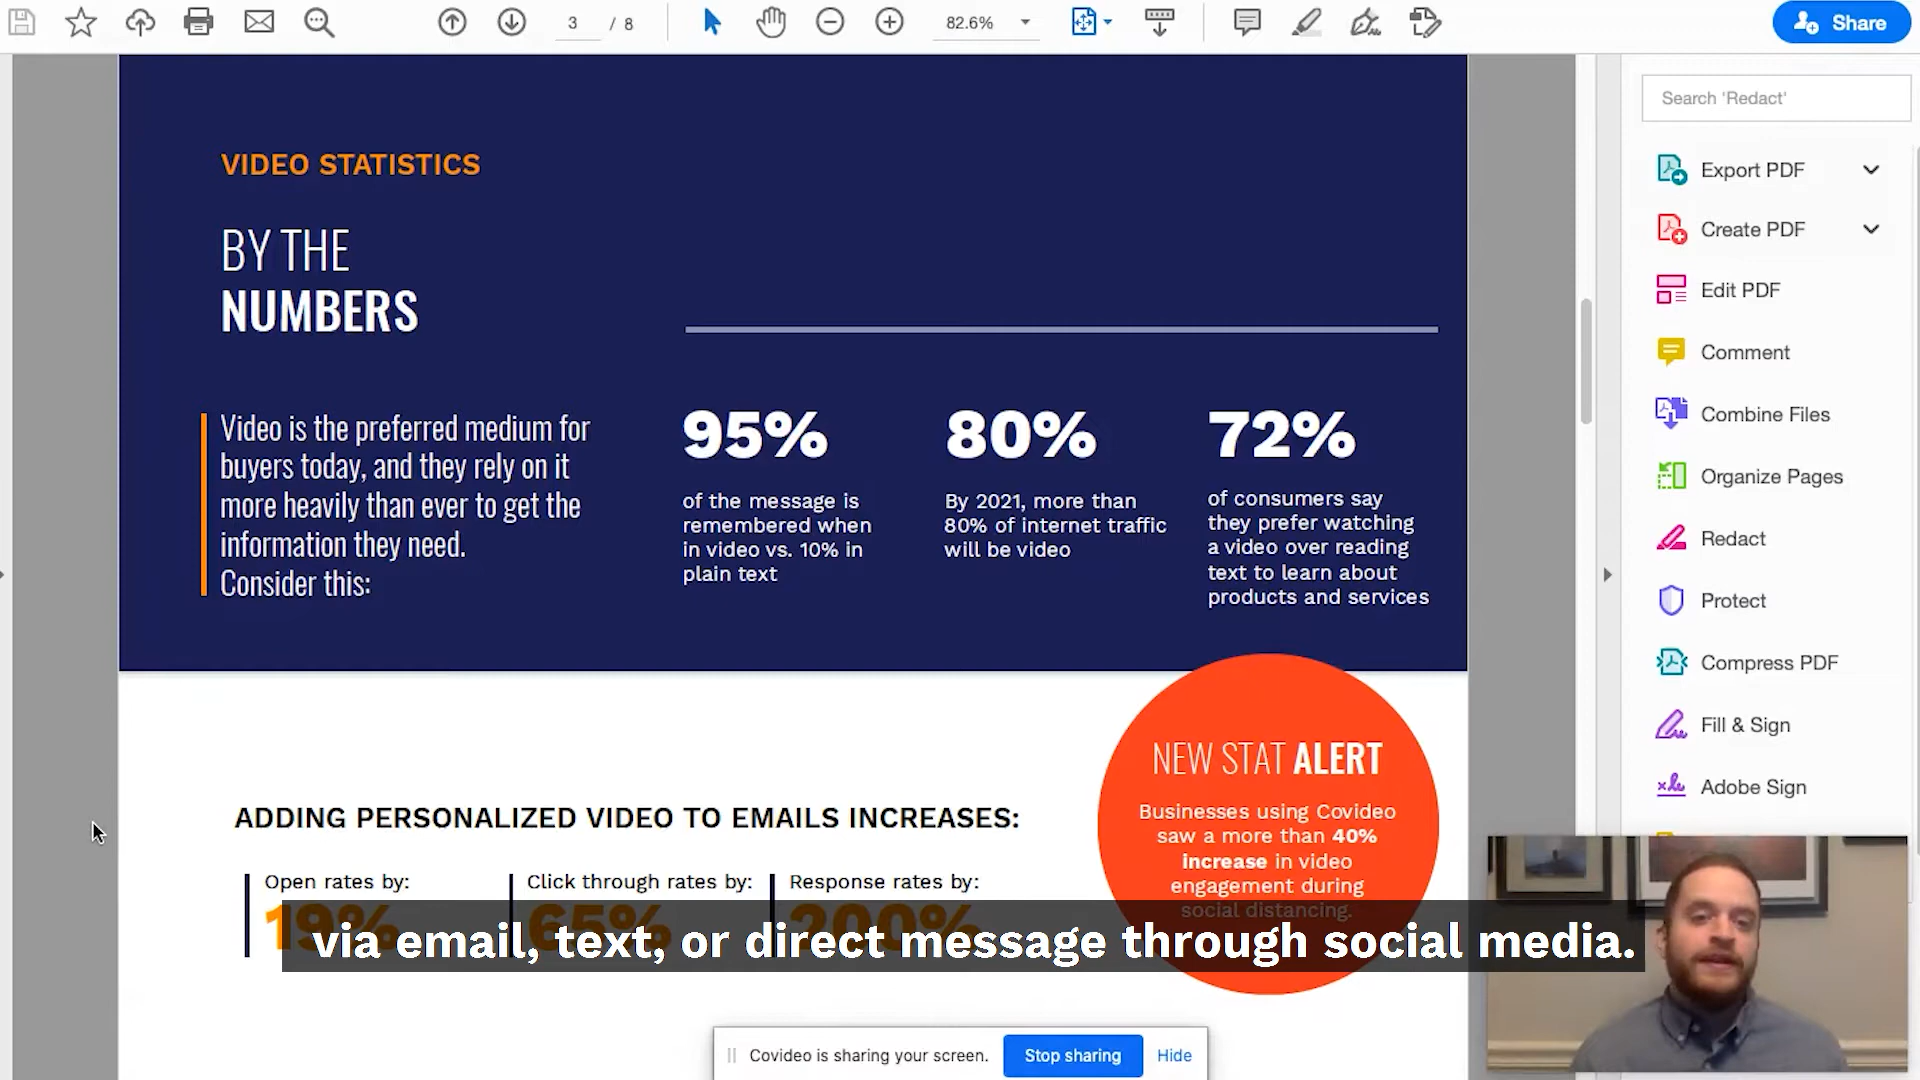 3 / 8
82.6%
Share
Search 'Redact'
VIDEO STATISTICS
BY THE
NUMBERS
Video is the preferred medium for
buyers today, and they rely on it
more heavily than ever to get the
information they need.
Consider this:
95%
of the message is
remembered when
in video vs. 10% in
plain text
80%
By 2021, more than
80% of internet traffic
will be video
72%
of consumers say
they prefer watching
a video over reading
text to learn about
products and services
NEW STAT ALERT
Businesses using Covideo
saw a more than 40%
increase in video
engagement during
social distancing.
ADDING PERSONALIZED VIDEO TO EMAILS INCREASES:
Open rates by:
19%
Click through rates by:
65%
Response rates by:
200%
via email, text, or direct message through social media.
Covideo is sharing your screen.
Stop sharing
Hide
Export PDF
Create PDF
Edit PDF
Comment
Combine Files
Organize Pages
Redact
Protect
Compress PDF
Fill & Sign
Adobe Sign